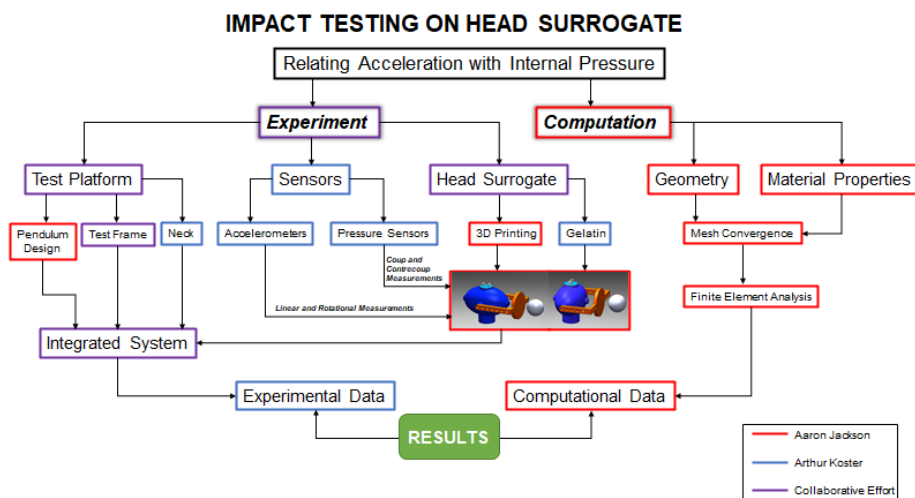 IMPACT TESTING ON HEAD SURROGATE
Relating Acceleration with Internal Pressure
Experiment
Computation
Test Platform
Sensors
Head Surrogate
Geometry
Material Properties
Pendulum
Design
Test Frame
Neck
Accelerometers
Pressure Sensors
3D Printing
Gelatin
Mesh Convergence
Coup and
Contrecoup
Measurements
Linear and Rotational Measurements
Finite Element Analysis
Integrated System
Experimental Data
Computational Data
RESULTS
Aaron Jackson
Arthur Koster
Collaborative Effort